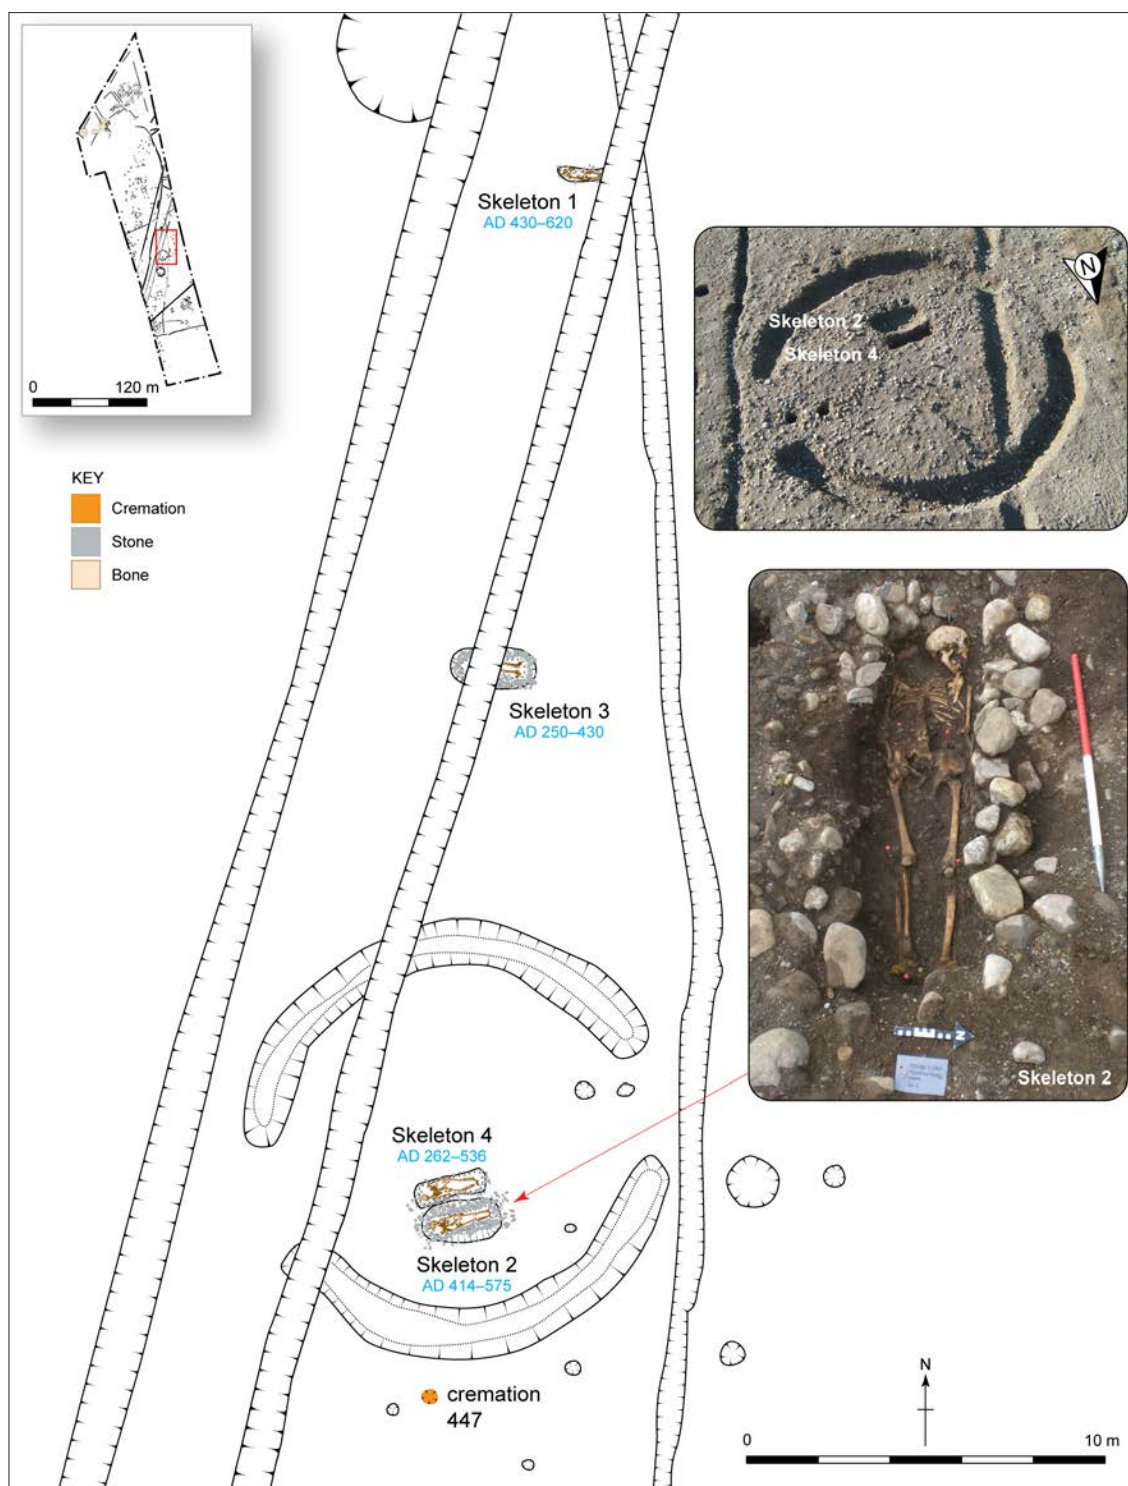 0 120 m
KEY
Cremation
Stone
Bone
Skeleton 1
AD 430–620
N
Skeleton 2
Skeleton 4
Skeleton 3
AD 250–430
N
Skeleton 2
Skeleton 4
AD 262–536
Skeleton 2
AD 414–575
cremation
447
N
0 10 m